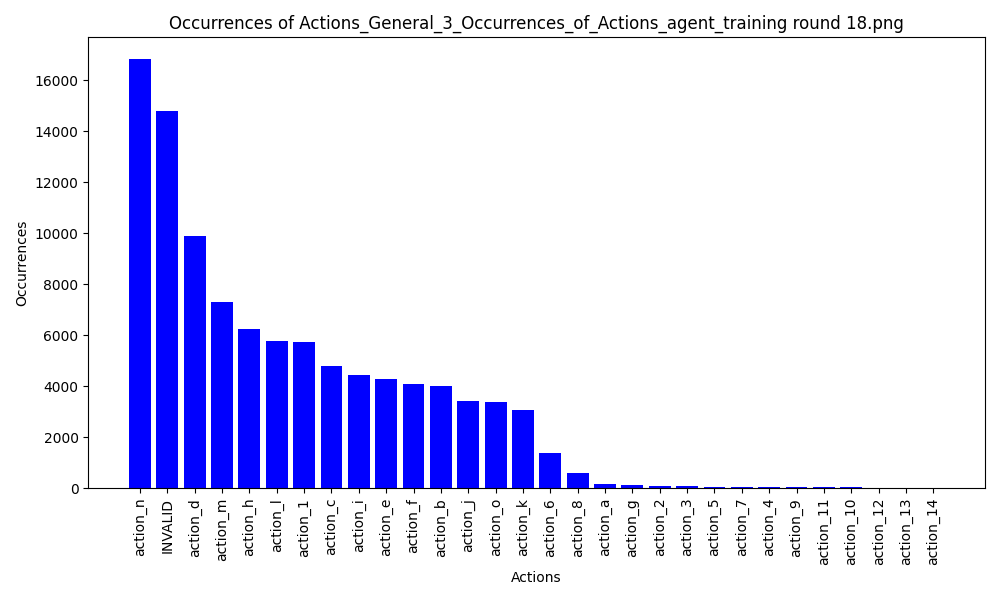 Occurrences of Actions_General_3_Occurrences_of_Actions_agent_training round 18.png
16000
14000
12000
10000
8000
6000
4000
2000
0
Occurrences
action_n
INVALID
action_d
action_m
action_h
action_l
action_1
action_c
action_i
action_e
action_f
action_b
action_j
action_o
action_k
action_6
action_8
action_a
action_g
action_2
action_3
action_5
action_7
action_4
action_9
action_11
action_10
action_12
action_13
action_14
Actions